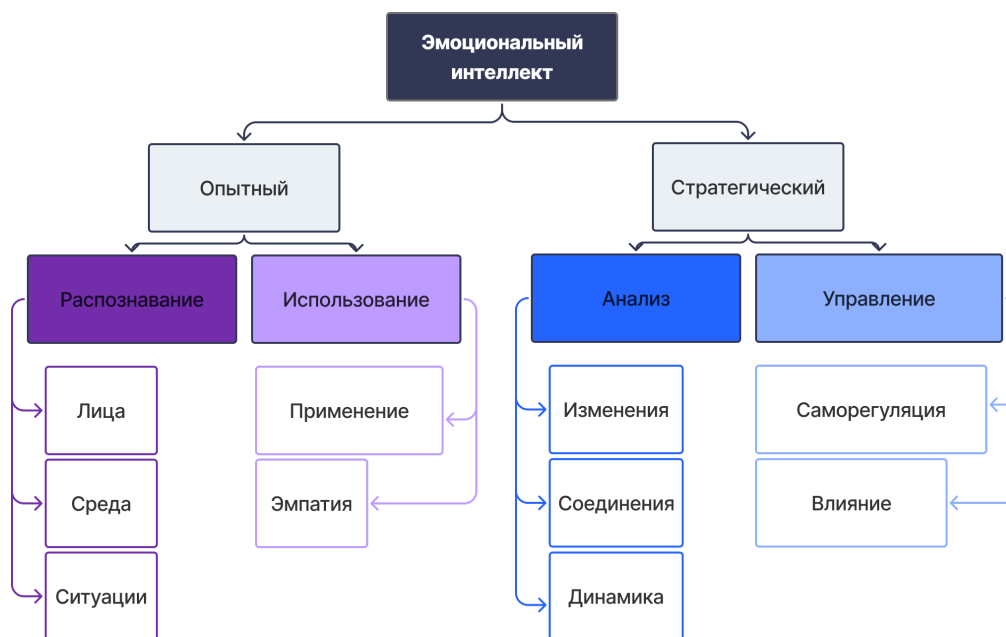 Эмоциональный
интеллект
Опытный
Стратегический
Распознавание
Использование
Анализ
Управление
Лица
Применение
Изменения
Саморегуляция
Среда
Эмпатия
Соединения
Влияние
Ситуации
Динамика